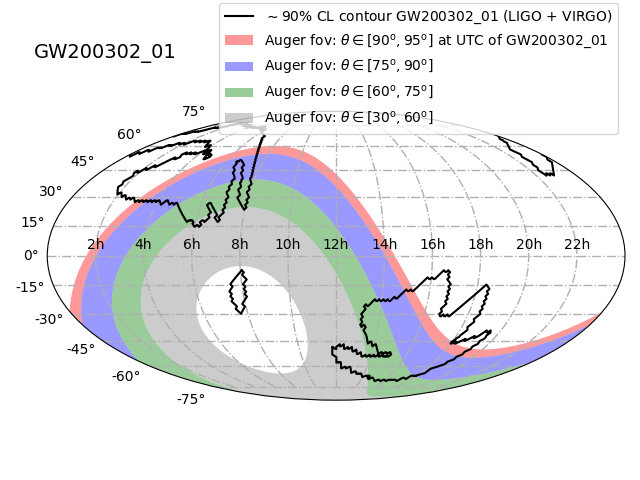 ~90% CL contour GW200302_01 (LIGO + VIRGO)
Auger fov: θ ∈ [90°, 95°] at UTC of GW200302_01
Auger fov: θ ∈ [75°, 90°]
Auger fov: θ ∈ [60°, 75°]
Auger fov: θ ∈ [30°, 60°]
GW200302_01
75°
60°
45°
30°
15°
2h 4h 6h 8h 10h 12h 14h 16h 18h 20h 22h
0°
-15°
-30°
-45°
-60°
-75°